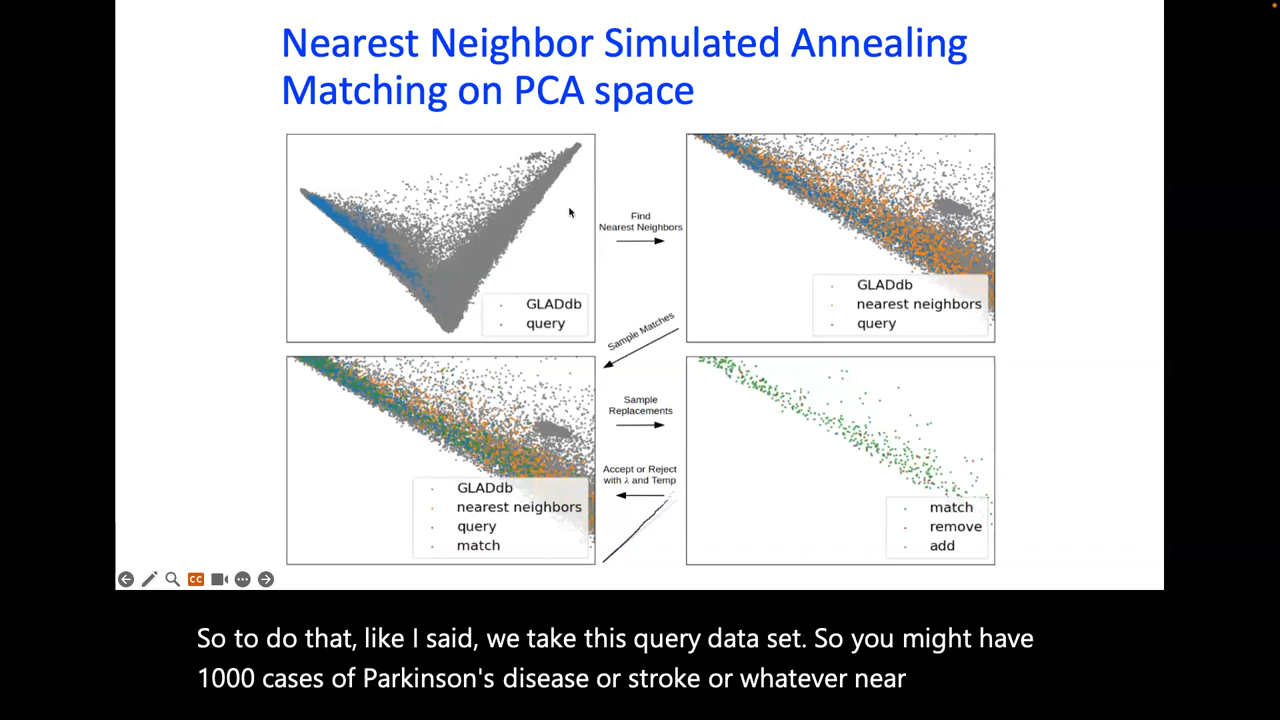 Nearest Neighbor Simulated Annealing
Matching on PCA space
GLADdb
query
Find
Nearest Neighbors
GLADdb
nearest neighbors
query
Sample Matches
GLADdb
nearest neighbors
query
match
Sample
Replacements
Accept or Reject
with λ and Temp
match
remove
add
CC
So to do that, like I said, we take this query data set. So you might have
1000 cases of Parkinson's disease or stroke or whatever near